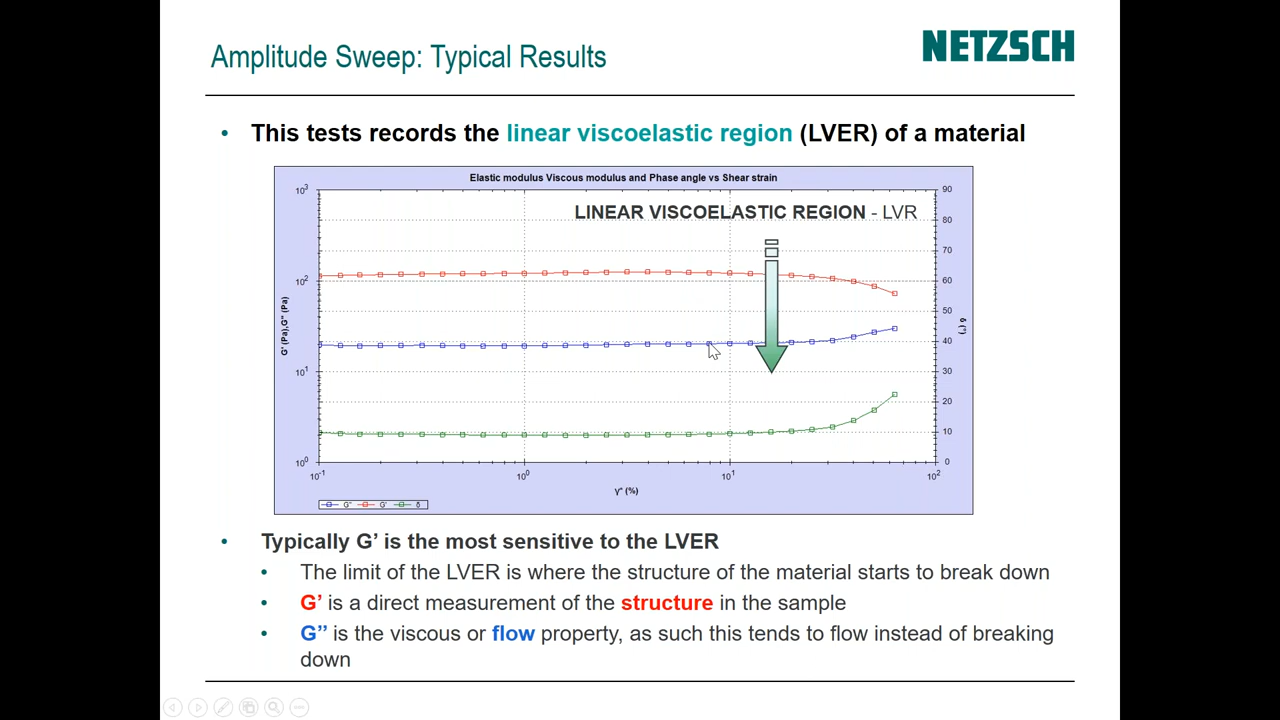 Amplitude Sweep: Typical Results
NETZSCH
• This tests records the linear viscoelastic region (LVER) of a material
Elastic modulus Viscous modulus and Phase angle vs Shear strain
LINEAR VISCOELASTIC REGION - LVR
G' (Pa),G" (Pa)
10³
10²
10¹
10⁰
90
80
70
60
50
40
30
20
10
0
δ (°)
10⁻¹
10⁰
10¹
10²
γ* (%)
G" G' δ
• Typically G’ is the most sensitive to the LVER
• The limit of the LVER is where the structure of the material starts to break down
• G’ is a direct measurement of the structure in the sample
• G’’ is the viscous or flow property, as such this tends to flow instead of breaking
down